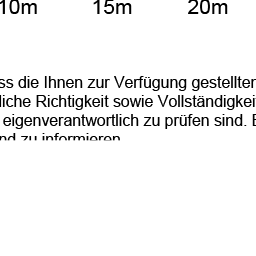 10m 15m 20m
ss die Ihnen zur Verfügung gestellter
liche Richtigkeit sowie Vollständigkei
eigenverantwortlich zu prüfen sind. E
nd zu informieren